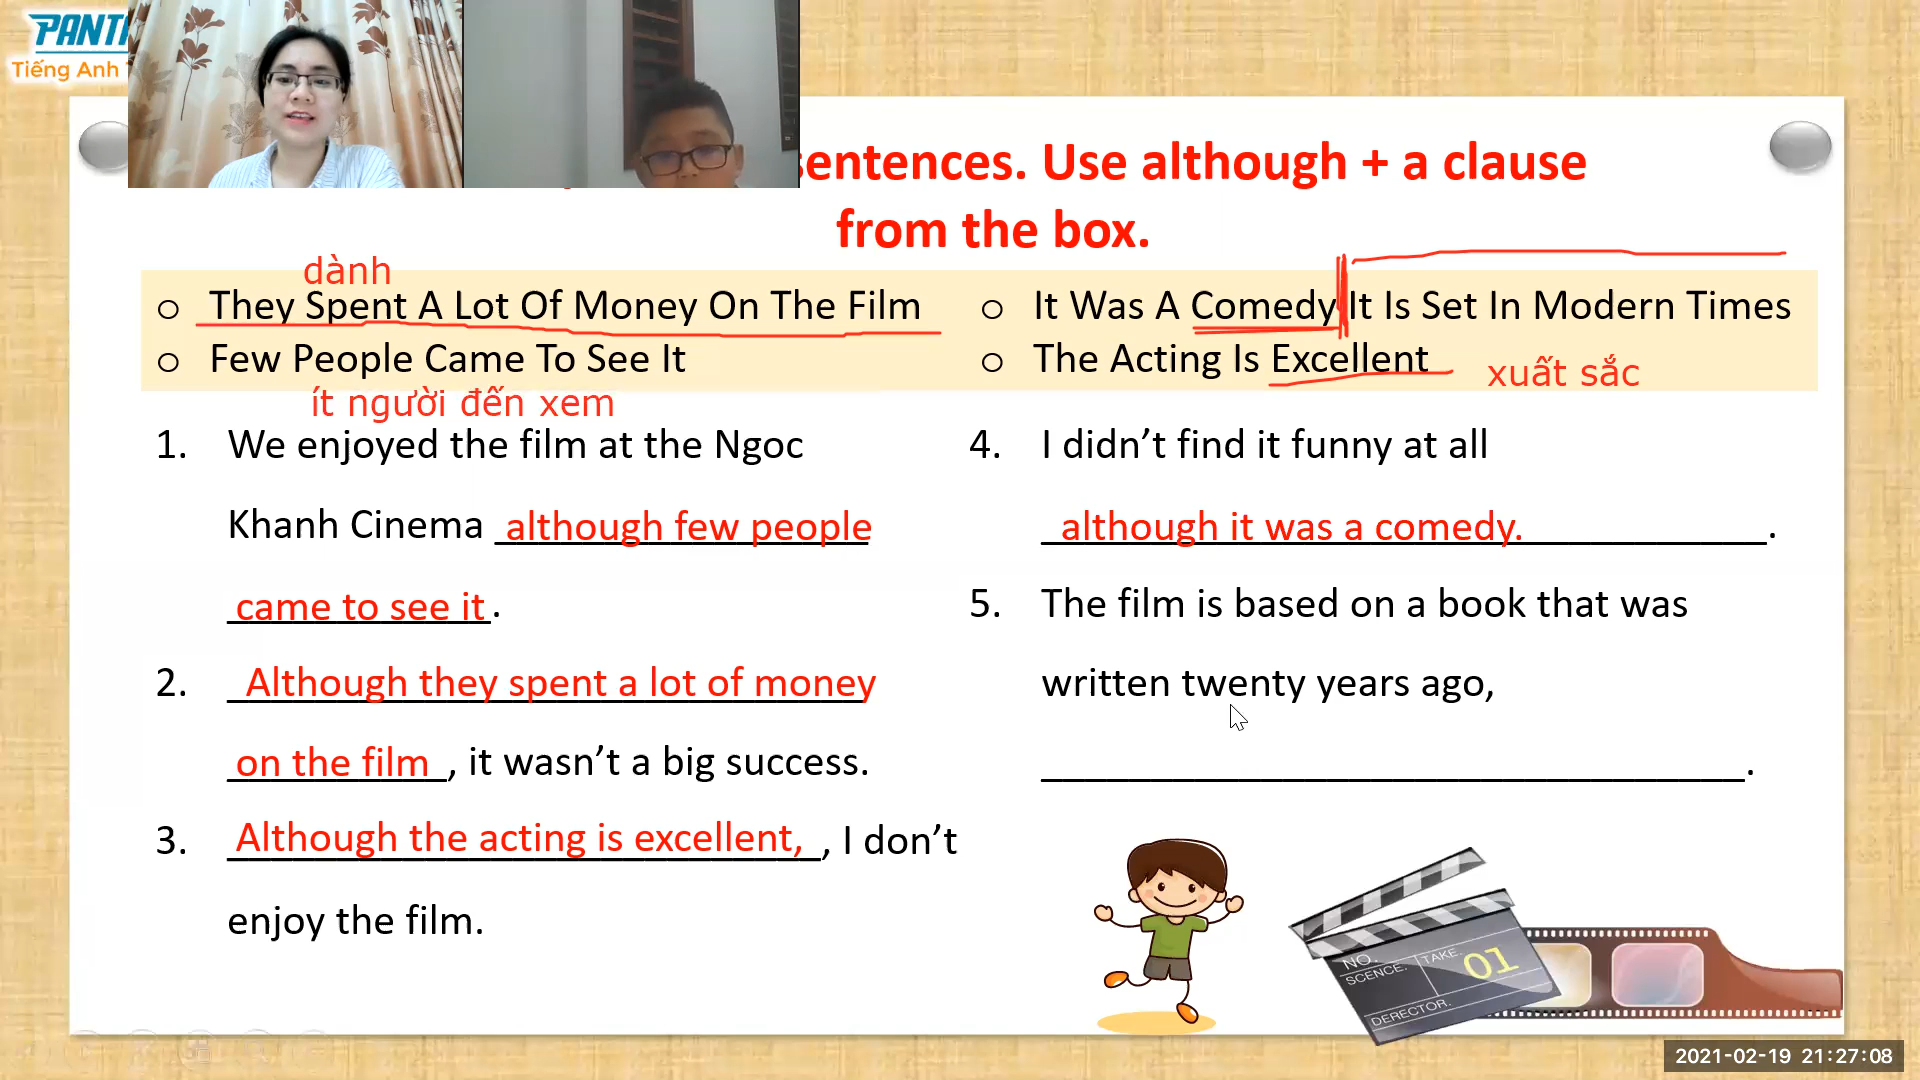 Tiếng Anh
sentences. Use although + a clause
from the box.
dành
○ They Spent A Lot Of Money On The Film
○ Few People Came To See It
ít người đến xem
○ It Was A Comedy It Is Set In Modern Times
○ The Acting Is Excellent
xuất sắc
1. We enjoyed the film at the Ngoc
Khanh Cinema although few people
came to see it.
2. Although they spent a lot of money
on the film, it wasn’t a big success.
3. Although the acting is excellent,, I don’t
enjoy the film.
4. I didn’t find it funny at all
although it was a comedy. .
5. The film is based on a book that was
written twenty years ago,
.
NO.
SCENCE.
TAKE.
01
DERECTOR.
2021-02-19 21:27:08